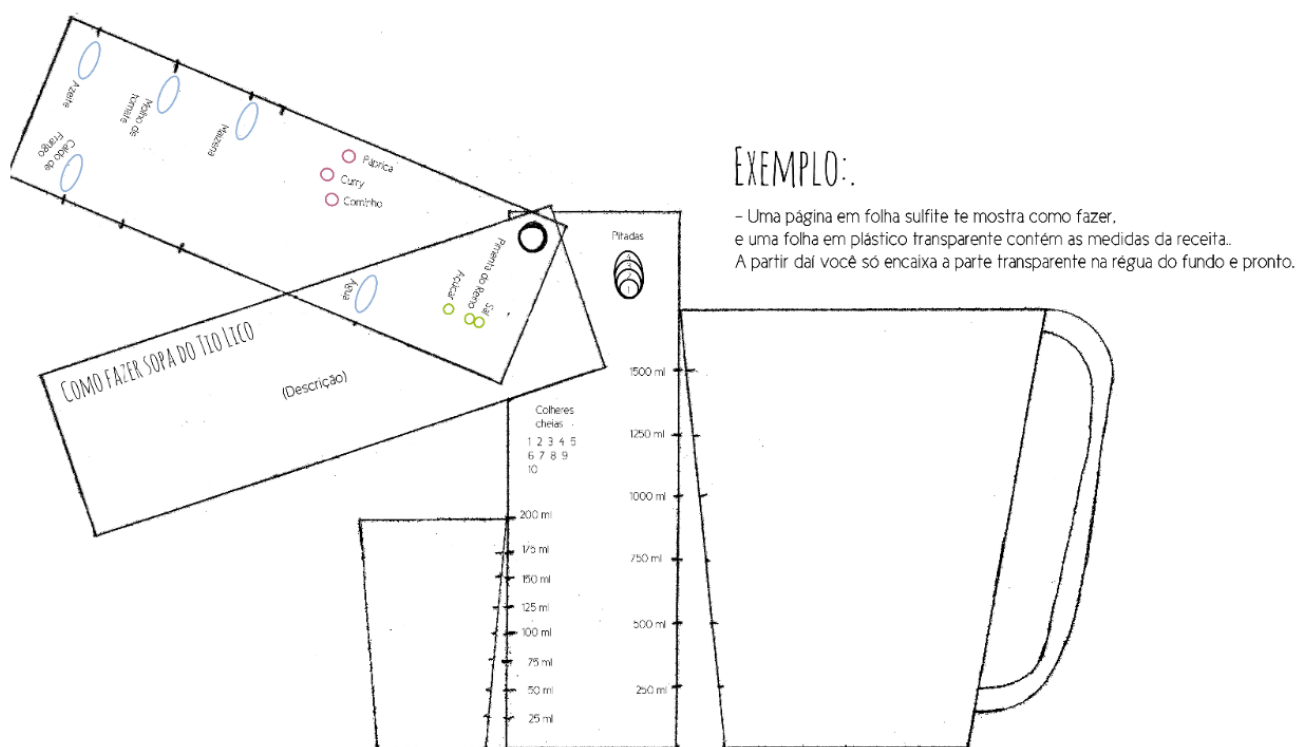 Azeite
Molho de
tomate
Maizena
Caldo de
Frango
Páprica
Curry
Cominho
Água
Açúcar
Pimenta do Reno
Sal
COMO FAZER SOPA DO TIO LICO
(Descrição)
Pitadas
1
Colheres
cheias
1 2 3 4 5
6 7 8 9
10
200 ml
175 ml
150 ml
125 ml
100 ml
75 ml
50 ml
25 ml
1500 ml
1250 ml
1000 ml
750 ml
500 ml
250 ml
EXEMPLO:.
- Uma página em folha sulfite te mostra como fazer,
e uma folha em plástico transparente contém as medidas da receita..
A partir daí você só encaixa a parte transparente na régua do fundo e pronto.